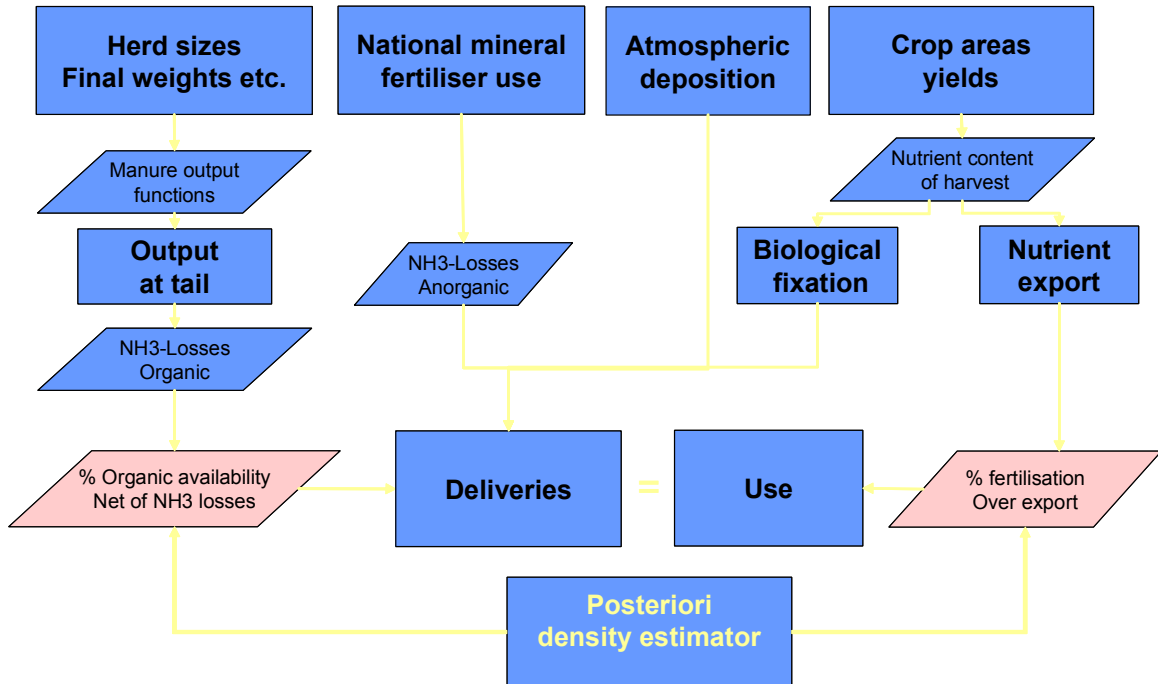 Herd sizes
Final weights etc.
National mineral
fertiliser use
Atmospheric
deposition
Crop areas
yields
Manure output
functions
Nutrient content
of harvest
Output
at tail
NH3-Losses
Anorganic
Biological
fixation
Nutrient
export
NH3-Losses
Organic
% Organic availability
Net of NH3 losses
Deliveries
=
Use
% fertilisation
Over export
Posteriori
density estimator